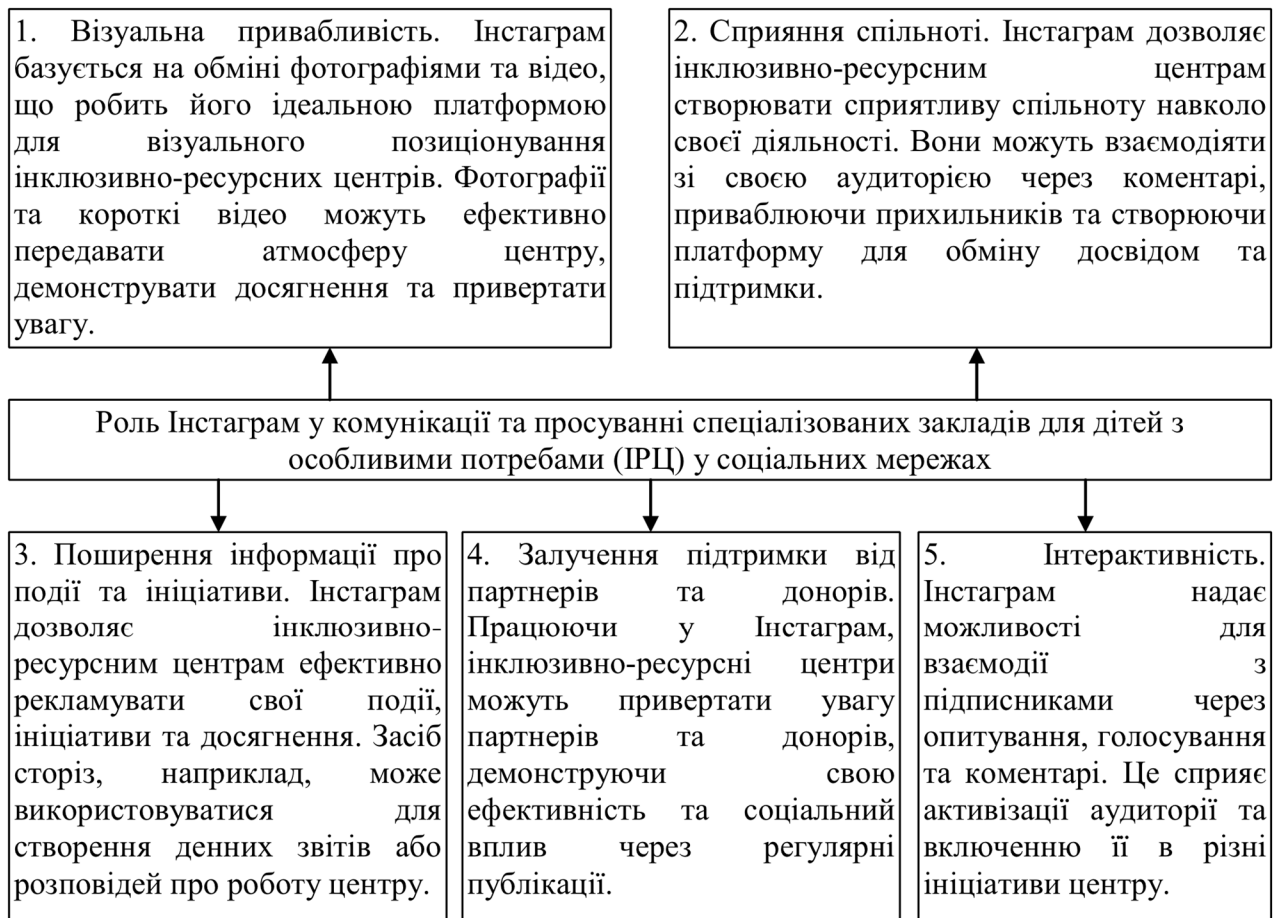 1. Візуальна привабливість. Інстаграм
базується на обміні фотографіями та відео,
що робить його ідеальною платформою
для візуального позиціонування
інклюзивно-ресурсних центрів. Фотографії
та короткі відео можуть ефективно
передавати атмосферу центру,
демонструвати досягнення та привертати
увагу.
2. Сприяння спільноті. Інстаграм дозволяє
інклюзивно-ресурсним центрам
створювати сприятливу спільноту навколо
своєї діяльності. Вони можуть взаємодіяти
зі своєю аудиторією через коментарі,
приваблюючи прихильників та створюючи
платформу для обміну досвідом та
підтримки.
Роль Інстаграм у комунікації та просуванні спеціалізованих закладів для дітей з
особливими потребами (ІРЦ) у соціальних мережах
3. Поширення інформації про
події та ініціативи. Інстаграм
дозволяє інклюзивно-
ресурсним центрам ефективно
рекламувати свої події,
ініціативи та досягнення. Засіб
сторіз, наприклад, може
використовуватися для
створення денних звітів або
розповідей про роботу центру.
4. Залучення підтримки від
партнерів та донорів.
Працюючи у Інстаграм,
інклюзивно-ресурсні центри
можуть привертати увагу
партнерів та донорів,
демонструючи свою
ефективність та соціальний
вплив через регулярні
публікації.
5. Інтерактивність.
Інстаграм надає
можливості для
взаємодії з
підписниками через
опитування, голосування
та коментарі. Це сприяє
активізації аудиторії та
включенню її в різні
ініціативи центру.